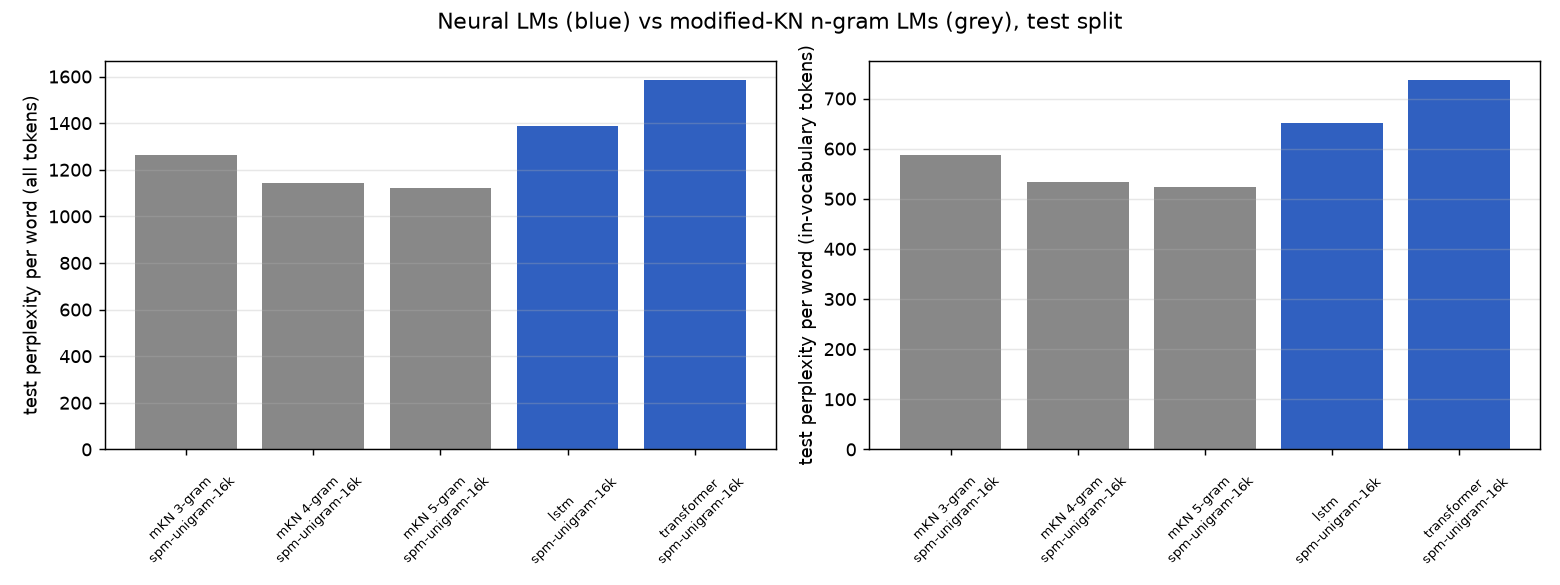 Neural LMs (blue) vs modified-KN n-gram LMs (grey), test split
test perplexity per word (all tokens)
1600
1400
1200
1000
800
600
400
200
0
mKN 3-gram
spm-unigram-16k
mKN 4-gram
spm-unigram-16k
mKN 5-gram
spm-unigram-16k
lstm
spm-unigram-16k
transformer
spm-unigram-16k
test perplexity per word (in-vocabulary tokens)
700
600
500
400
300
200
100
0
mKN 3-gram
spm-unigram-16k
mKN 4-gram
spm-unigram-16k
mKN 5-gram
spm-unigram-16k
lstm
spm-unigram-16k
transformer
spm-unigram-16k